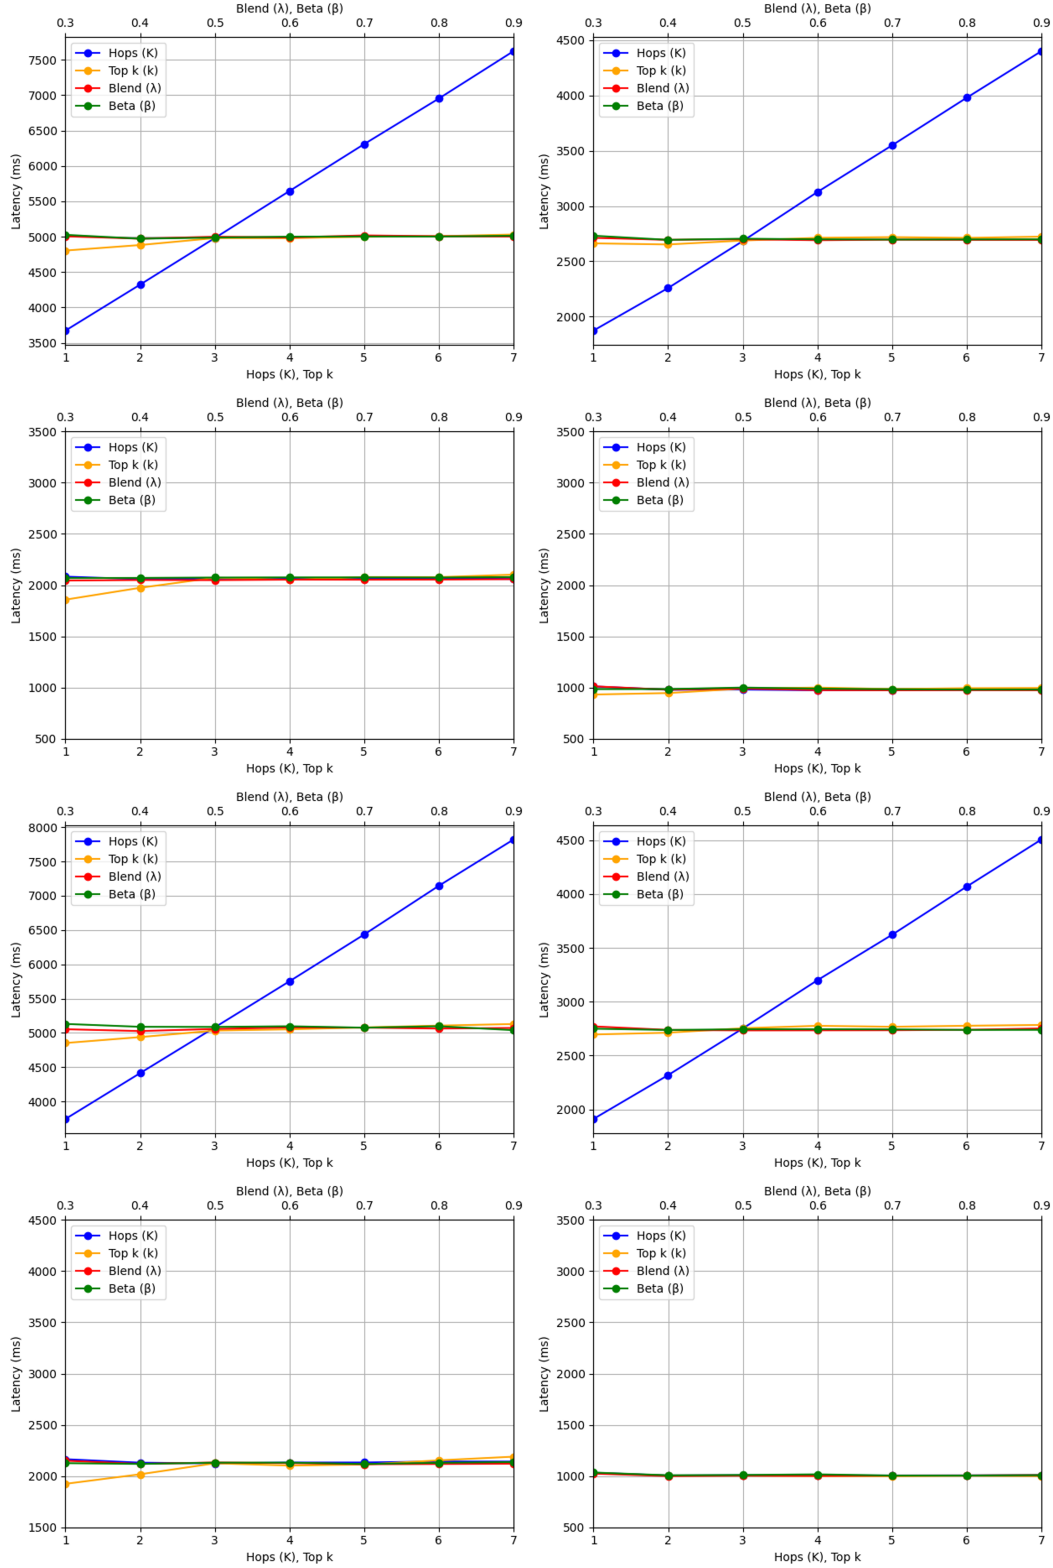 Blend (λ), Beta (β)
0.3 0.4 0.5 0.6 0.7 0.8 0.9
Hops (K)
Top k (k)
Blend (λ)
Beta (β)
7500
7000
6500
6000
5500
5000
4500
4000
3500
Latency (ms)
1 2 3 4 5 6 7
Hops (K), Top k
Blend (λ), Beta (β)
0.3 0.4 0.5 0.6 0.7 0.8 0.9
Hops (K)
Top k (k)
Blend (λ)
Beta (β)
4500
4000
3500
3000
2500
2000
Latency (ms)
1 2 3 4 5 6 7
Hops (K), Top k
Blend (λ), Beta (β)
0.3 0.4 0.5 0.6 0.7 0.8 0.9
Hops (K)
Top k (k)
Blend (λ)
Beta (β)
3500
3000
2500
2000
1500
1000
500
Latency (ms)
1 2 3 4 5 6 7
Hops (K), Top k
Blend (λ), Beta (β)
0.3 0.4 0.5 0.6 0.7 0.8 0.9
Hops (K)
Top k (k)
Blend (λ)
Beta (β)
3500
3000
2500
2000
1500
1000
500
Latency (ms)
1 2 3 4 5 6 7
Hops (K), Top k
Blend (λ), Beta (β)
0.3 0.4 0.5 0.6 0.7 0.8 0.9
Hops (K)
Top k (k)
Blend (λ)
Beta (β)
8000
7500
7000
6500
6000
5500
5000
4500
4000
Latency (ms)
1 2 3 4 5 6 7
Hops (K), Top k
Blend (λ), Beta (β)
0.3 0.4 0.5 0.6 0.7 0.8 0.9
Hops (K)
Top k (k)
Blend (λ)
Beta (β)
4500
4000
3500
3000
2500
2000
Latency (ms)
1 2 3 4 5 6 7
Hops (K), Top k
Blend (λ), Beta (β)
0.3 0.4 0.5 0.6 0.7 0.8 0.9
Hops (K)
Top k (k)
Blend (λ)
Beta (β)
4500
4000
3500
3000
2500
2000
1500
Latency (ms)
1 2 3 4 5 6 7
Hops (K), Top k
Blend (λ), Beta (β)
0.3 0.4 0.5 0.6 0.7 0.8 0.9
Hops (K)
Top k (k)
Blend (λ)
Beta (β)
3500
3000
2500
2000
1500
1000
500
Latency (ms)
1 2 3 4 5 6 7
Hops (K), Top k